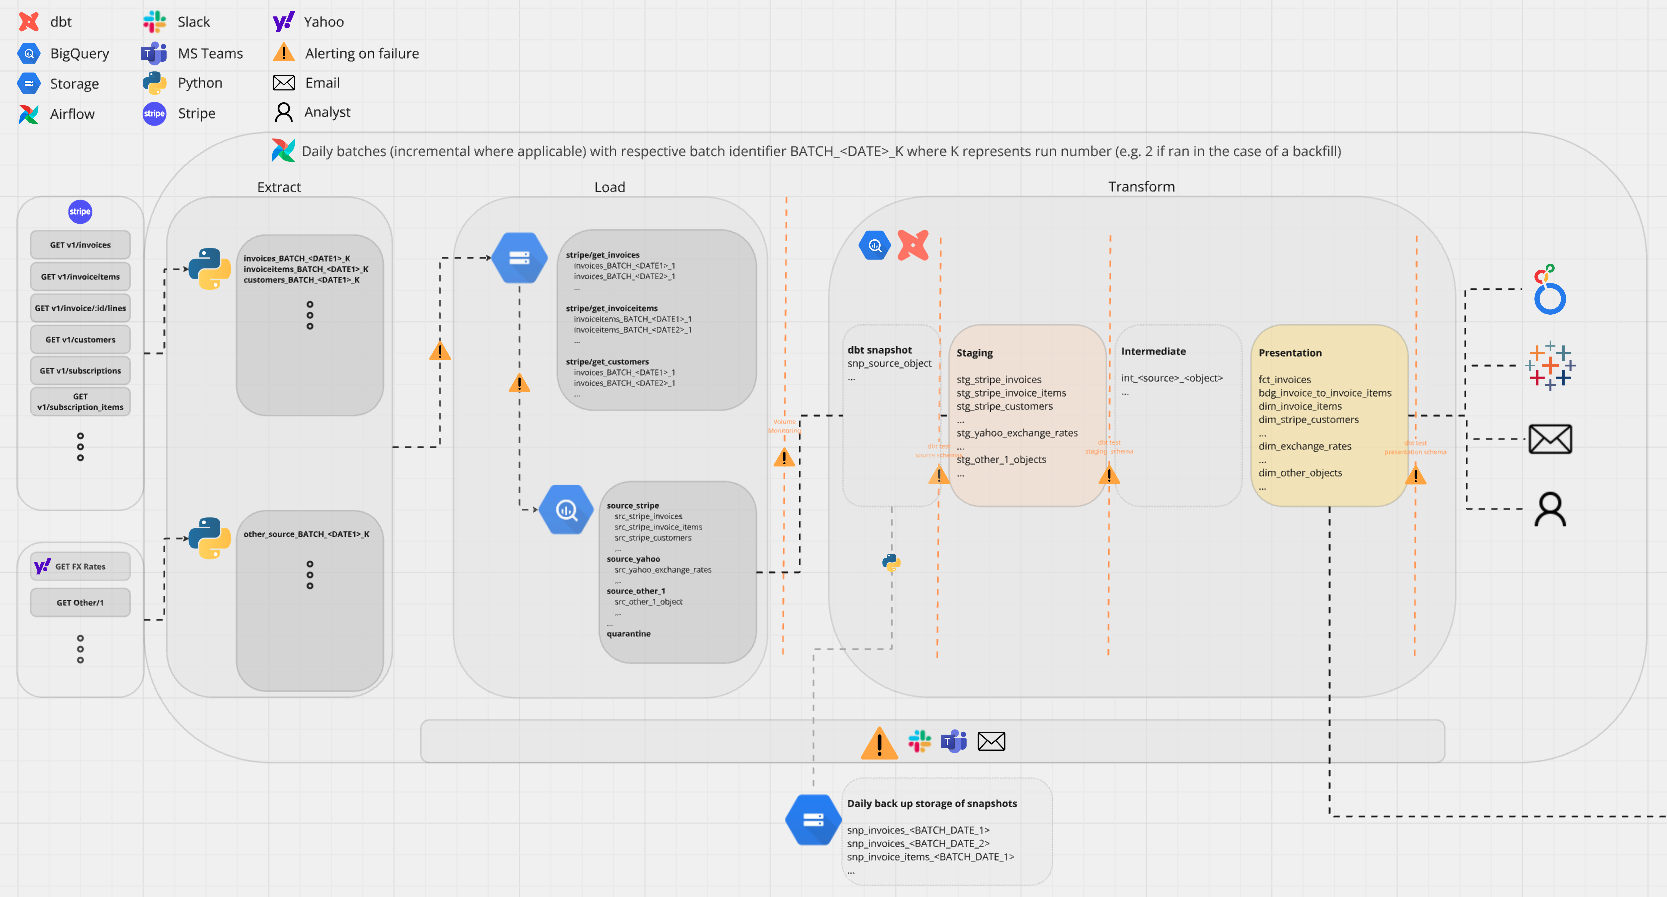 dbt
Slack
Yahoo
BigQuery
MS Teams
Alerting on failure
Storage
Python
Email
Airflow
stripe
Stripe
Analyst
Daily batches (incremental where applicable) with respective batch identifier BATCH_<DATE>_K where K represents run number (e.g. 2 if ran in the case of a backfill)
Extract
Load
Transform
stripe
GET v1/invoices
GET v1/invoiceItems
GET v1/invoice/:id/lines
GET v1/customers
GET v1/subscriptions
GET
v1/subscription_items
GET FX Rates
GET Other/1
invoices_BATCH_<DATE1>_K
invoiceitems_BATCH_<DATE1>_K
customers_BATCH_<DATE1>_K
other_source_BATCH_<DATE1>_K
stripe/get_invoices
invoices_BATCH_<DATE1>_1
invoices_BATCH_<DATE2>_1
...
stripe/get_invoiceitems
invoiceitems_BATCH_<DATE1>_1
invoiceitems_BATCH_<DATE2>_1
...
stripe/get_customers
invoices_BATCH_<DATE1>_1
invoices_BATCH_<DATE2>_1
...
source_stripe
src_stripe_invoices
src_stripe_invoice_items
src_stripe_customers
...
source_yahoo
src_yahoo_exchange_rates
...
source_other_1
src_other_1_object
...
...
quarantine
Volume
Monitoring
dbt snapshot
snp_source_object
...
dbt test
source schema
Staging
stg_stripe_invoices
stg_stripe_invoice_items
stg_stripe_customers
...
stg_yahoo_exchange_rates
...
stg_other_1_objects
...
dbt test
staging schema
Intermediate
int_<source>_<object>
...
Presentation
fct_invoices
bdg_invoice_to_invoice_items
dim_invoice_items
dim_stripe_customers
...
dim_exchange_rates
...
dim_other_objects
...
dbt test
presentation schema
Daily back up storage of snapshots
snp_invoices_<BATCH_DATE_1>
snp_invoices_<BATCH_DATE_2>
snp_invoice_items_<BATCH_DATE_1>
...